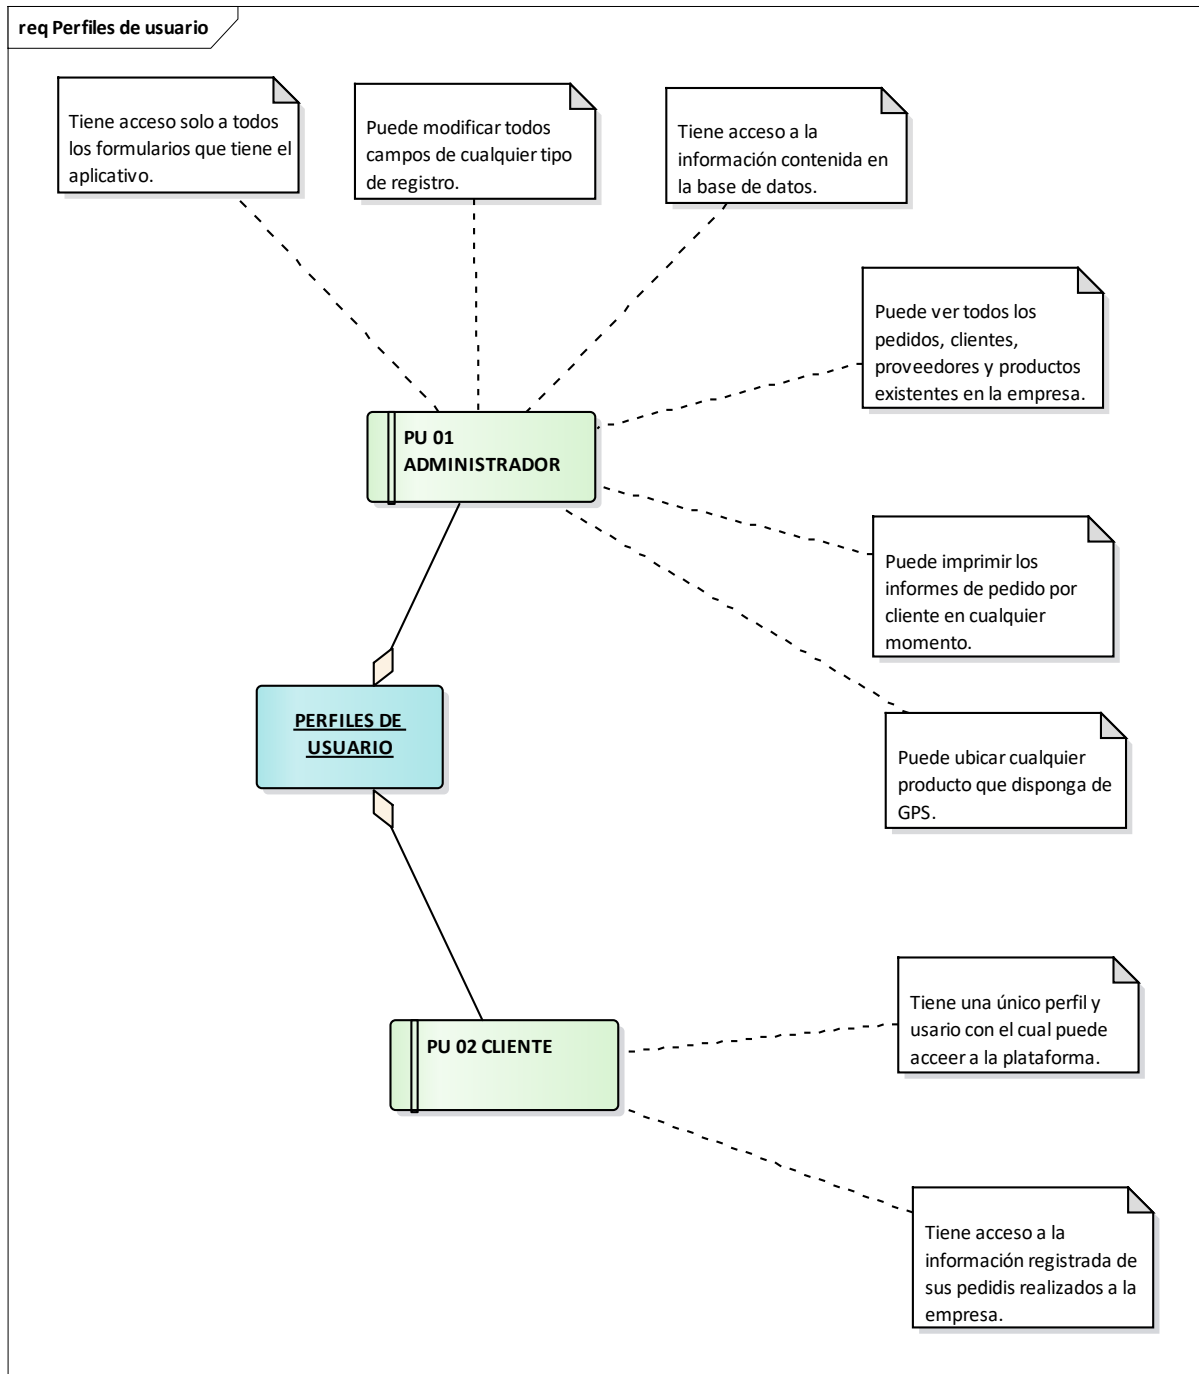 req Perfiles de usuario
Tiene acceso solo a todos
los formularios que tiene el
aplicativo.
Puede modificar todos
campos de cualquier tipo
de registro.
Tiene acceso a la
información contenida en
la base de datos.
Puede ver todos los
pedidos, clientes,
proveedores y productos
existentes en la empresa.
PU 01
ADMINISTRADOR
Puede imprimir los
informes de pedido por
cliente en cualquier
momento.
PERFILES DE
USUARIO
Puede ubicar cualquier
producto que disponga de
GPS.
Tiene una único perfil y
usario con el cual puede
acceer a la plataforma.
PU 02 CLIENTE
Tiene acceso a la
información registrada de
sus pedidis realizados a la
empresa.